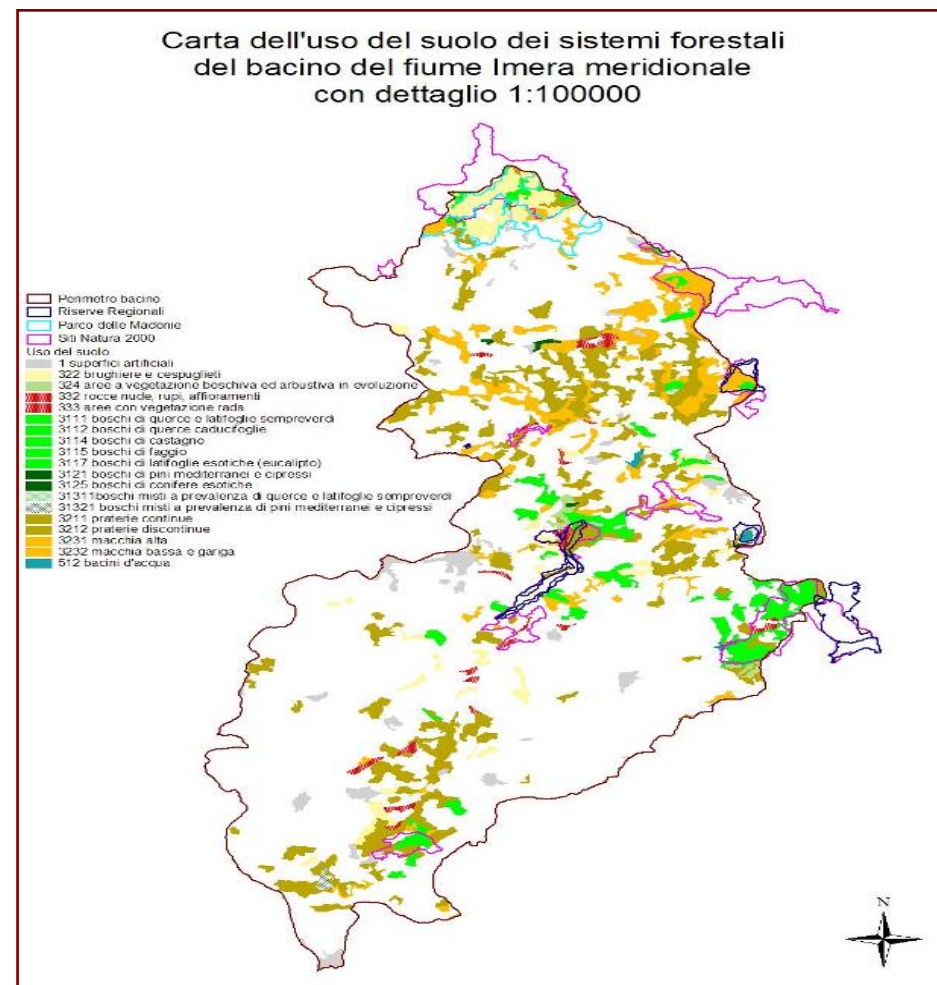 Carta dell'uso del suolo dei sistemi forestali
del bacino del fiume Imera meridionale
con dettaglio 1:100000
Perimetro bacino
Riserve Regionali
Parco delle Madonie
Siti Natura 2000
Uso del suolo
1 superfici artificiali
322 brughiere e cespuglieti
324 aree a vegetazione boschiva ed arbustiva in evoluzione
332 rocce nude, rupi, affioramenti
333 aree con vegetazione rada
3111 boschi di querce e latifoglie sempreverdi
3112 boschi di querce caducifoglie
3114 boschi di castagno
3115 boschi di faggio
3117 boschi di latifoglie esotiche (eucalipto)
3121 boschi di pini mediterranei e cipressi
3125 boschi di conifere esotiche
31311boschi misti a prevalenza di querce e latifoglie sempreverdi
31321 boschi misti a prevalenza di pini mediterranei e cipressi
3211 praterie continue
3212 praterie discontinue
3231 macchia alta
3232 macchia bassa e gariga
512 bacini d'acqua
N